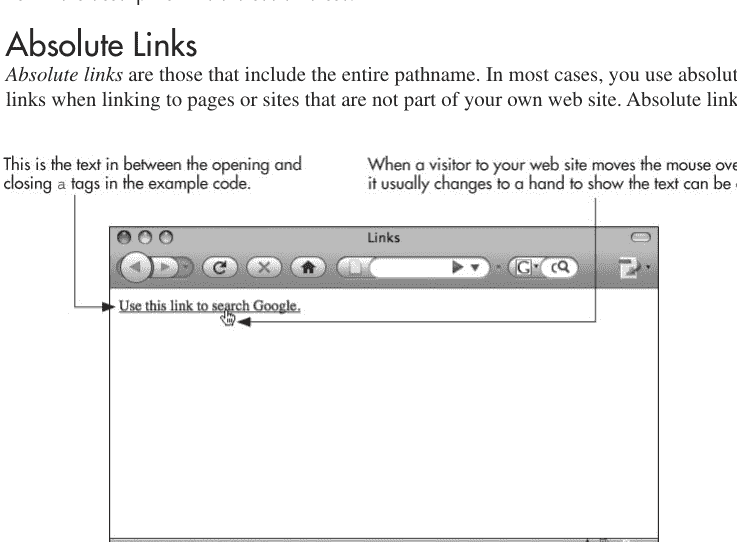 Absolute Links
Absolute links are those that include the entire pathname. In most cases, you use absolut
links when linking to pages or sites that are not part of your own web site. Absolute link
This is the text in between the opening and
closing a tags in the example code.
When a visitor to your web site moves the mouse ove
it usually changes to a hand to show the text can be
Links
G
Use this link to search Google.